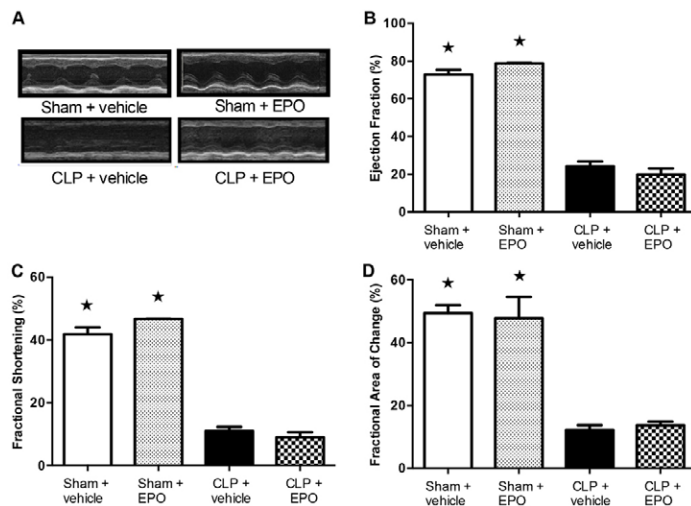 A
Sham + vehicle
Sham + EPO
CLP + vehicle
CLP + EPO
B
Ejection Fraction (%)
100
80
60
40
20
0
Sham +
vehicle
Sham +
EPO
CLP +
vehicle
CLP +
EPO
C
Fractional Shortening (%)
60
40
20
0
Sham +
vehicle
Sham +
EPO
CLP +
vehicle
CLP +
EPO
D
Fractional Area of Change (%)
60
40
20
0
Sham +
vehicle
Sham +
EPO
CLP +
vehicle
CLP +
EPO